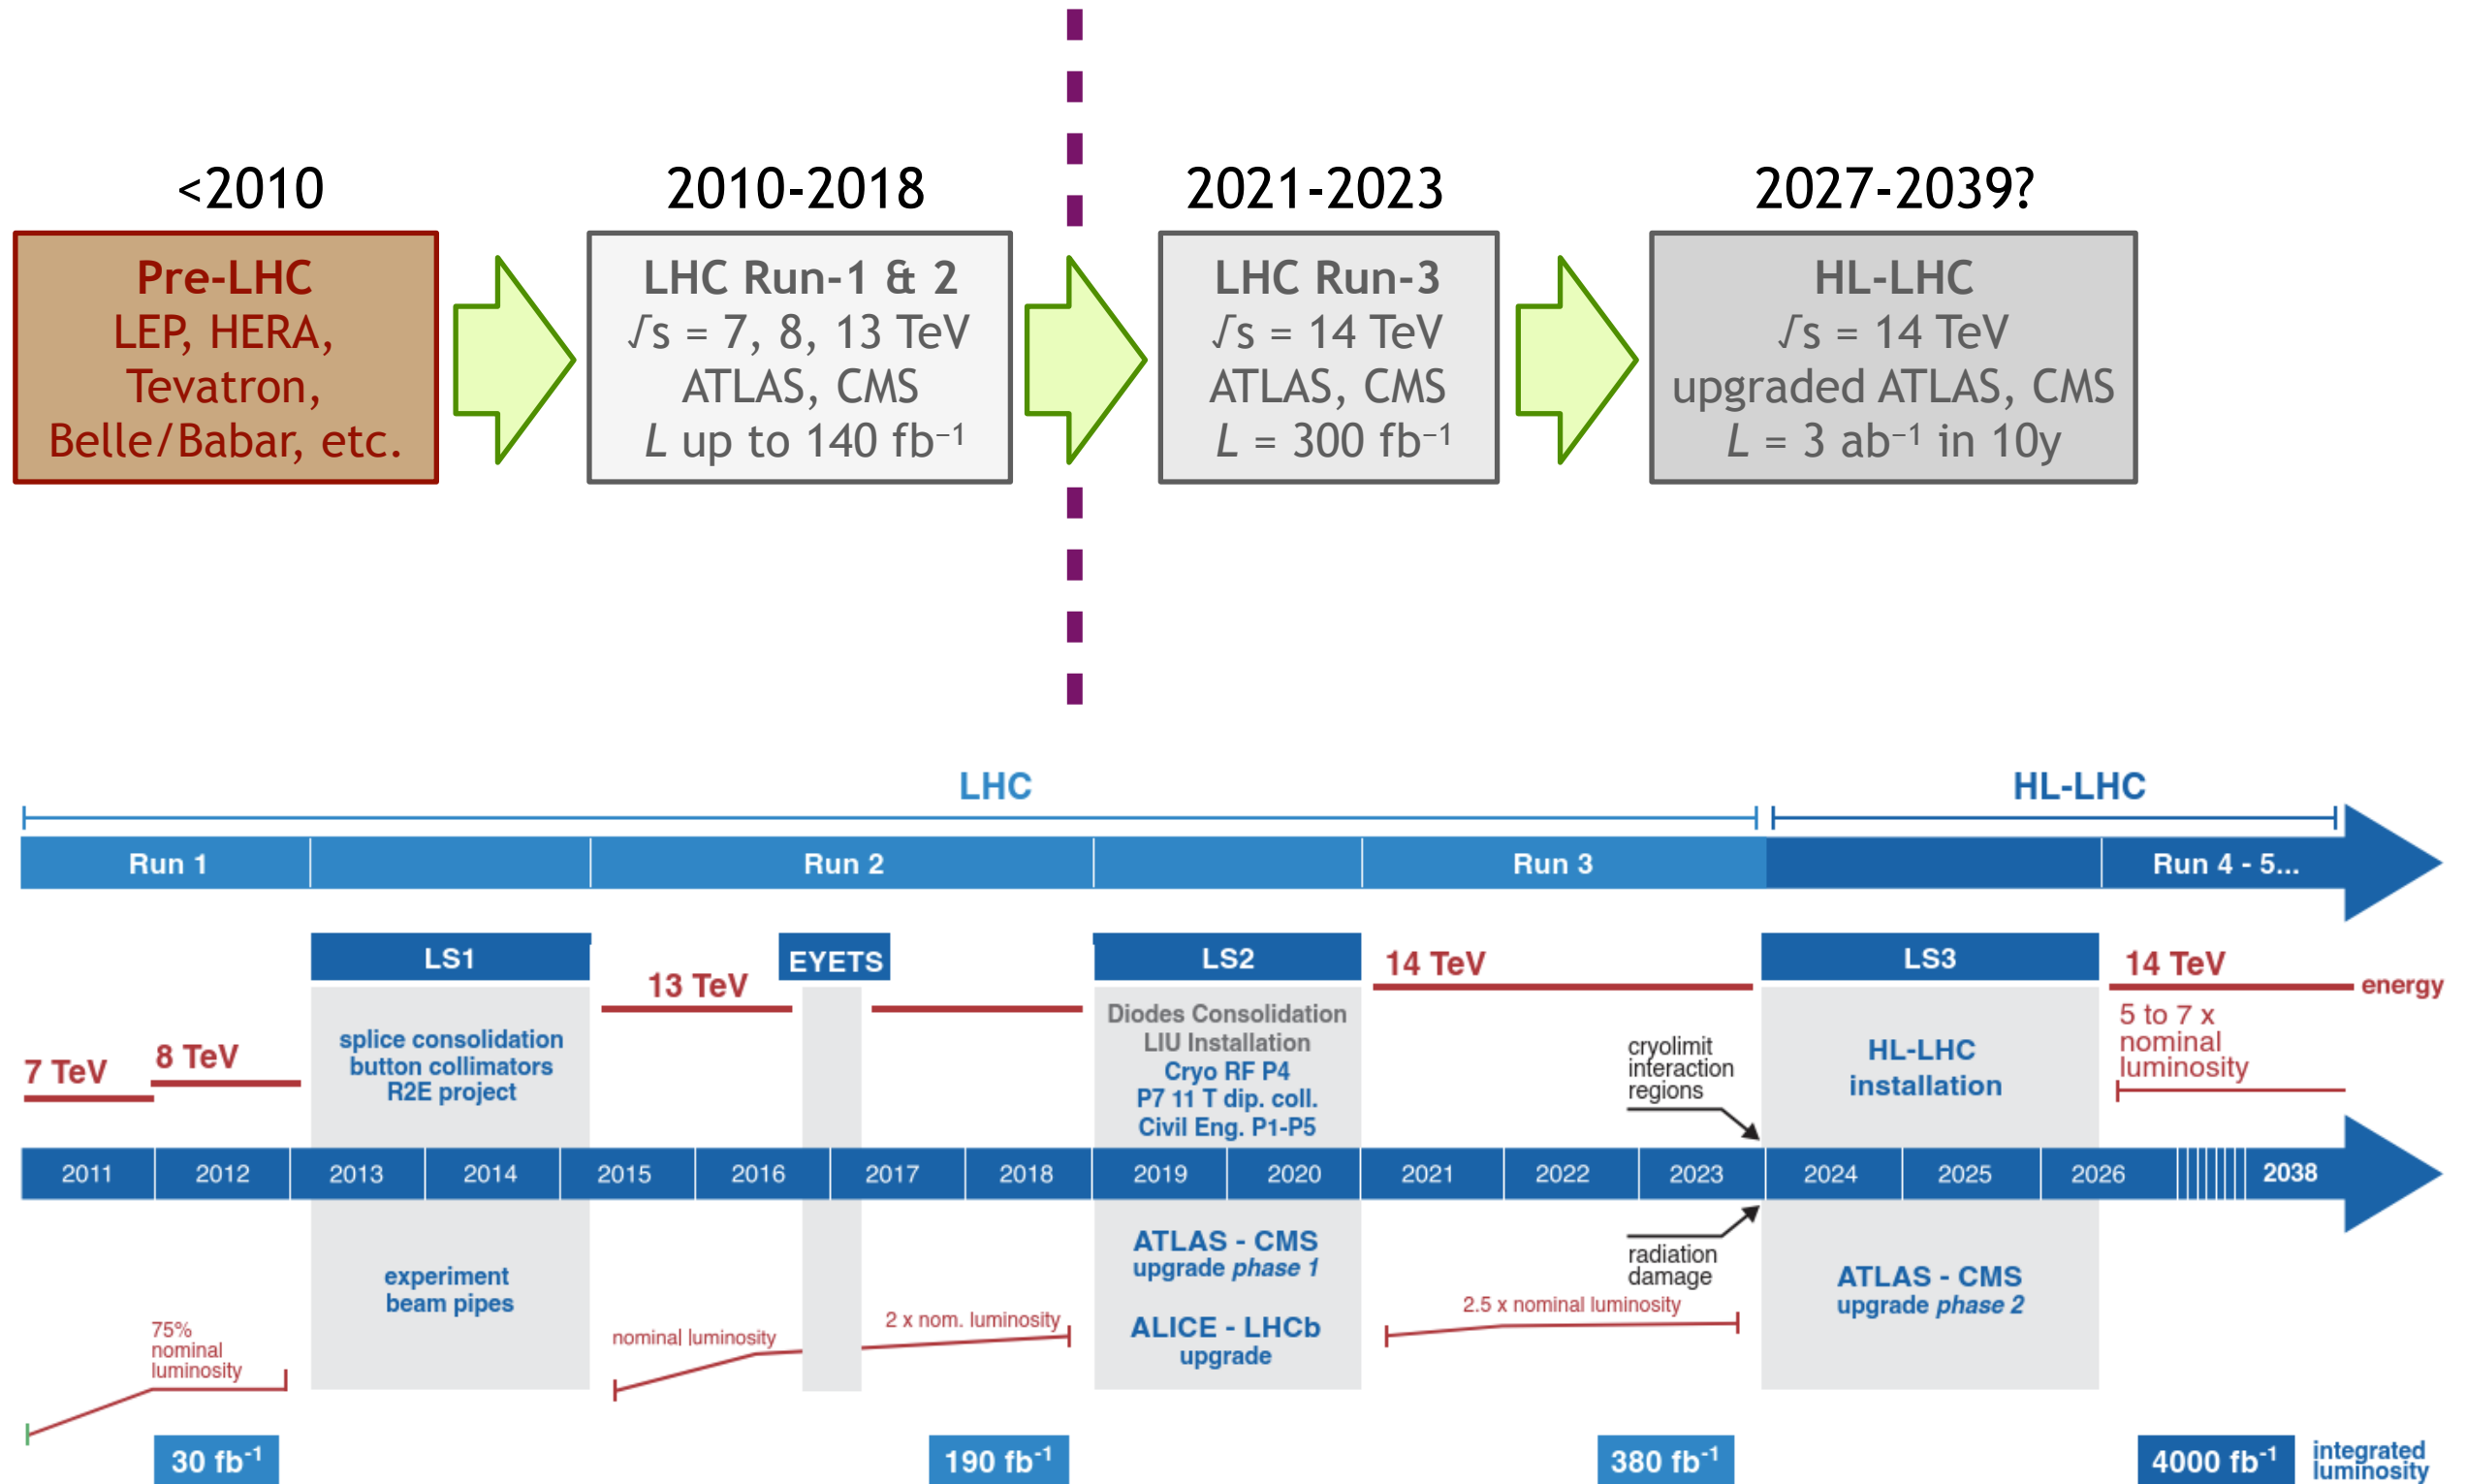 <2010
2010-2018
2021-2023
2027-2039?
Pre-LHC
LEP, HERA,
Tevatron,
Belle/Babar, etc.
LHC Run-1 & 2
√s = 7, 8, 13 TeV
ATLAS, CMS
L up to 140 fb⁻¹
LHC Run-3
√s = 14 TeV
ATLAS, CMS
L = 300 fb⁻¹
HL-LHC
√s = 14 TeV
upgraded ATLAS, CMS
L = 3 ab⁻¹ in 10y
LHC
HL-LHC
Run 1
Run 2
Run 3
Run 4 - 5...
LS1
EYETS
LS2
LS3
7 TeV
8 TeV
13 TeV
14 TeV
14 TeV
energy
splice consolidation
button collimators
R2E project
Diodes Consolidation
LIU Installation
Cryo RF P4
P7 11 T dip. coll.
Civil Eng. P1-P5
cryolimit
interaction
regions
HL-LHC
installation
5 to 7 x
nominal
luminosity
2011
2012
2013
2014
2015
2016
2017
2018
2019
2020
2021
2022
2023
2024
2025
2026
2038
75%
nominal
luminosity
experiment
beam pipes
nominal luminosity
2 x nom. luminosity
ATLAS - CMS
upgrade phase 1
ALICE - LHCb
upgrade
radiation
damage
2.5 x nominal luminosity
ATLAS - CMS
upgrade phase 2
30 fb⁻¹
190 fb⁻¹
380 fb⁻¹
4000 fb⁻¹
integrated
luminosity